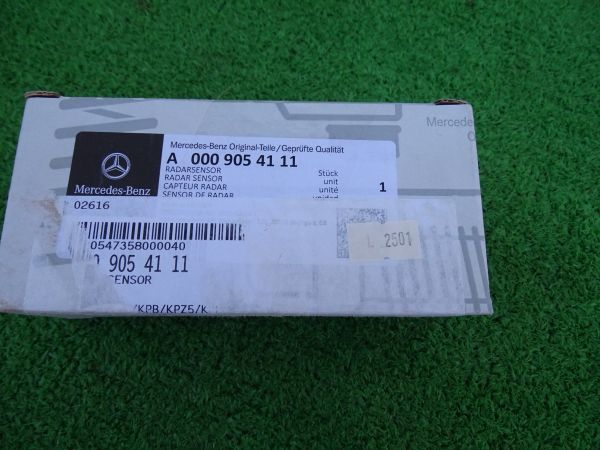 Mercedes-Benz Original-Teile/Geprüfte Qualität
A 000 905 41 11
RADARSENSOR
RADAR SENSOR
CAPTEUR RADAR
SENSOR DE RADAR
Stück
unit
unité
unidad
1
Mercedes-Benz
02616
0547358000040
905 41 11
SENSOR
/KPB/KPZ5/K
L 2501
Mercede